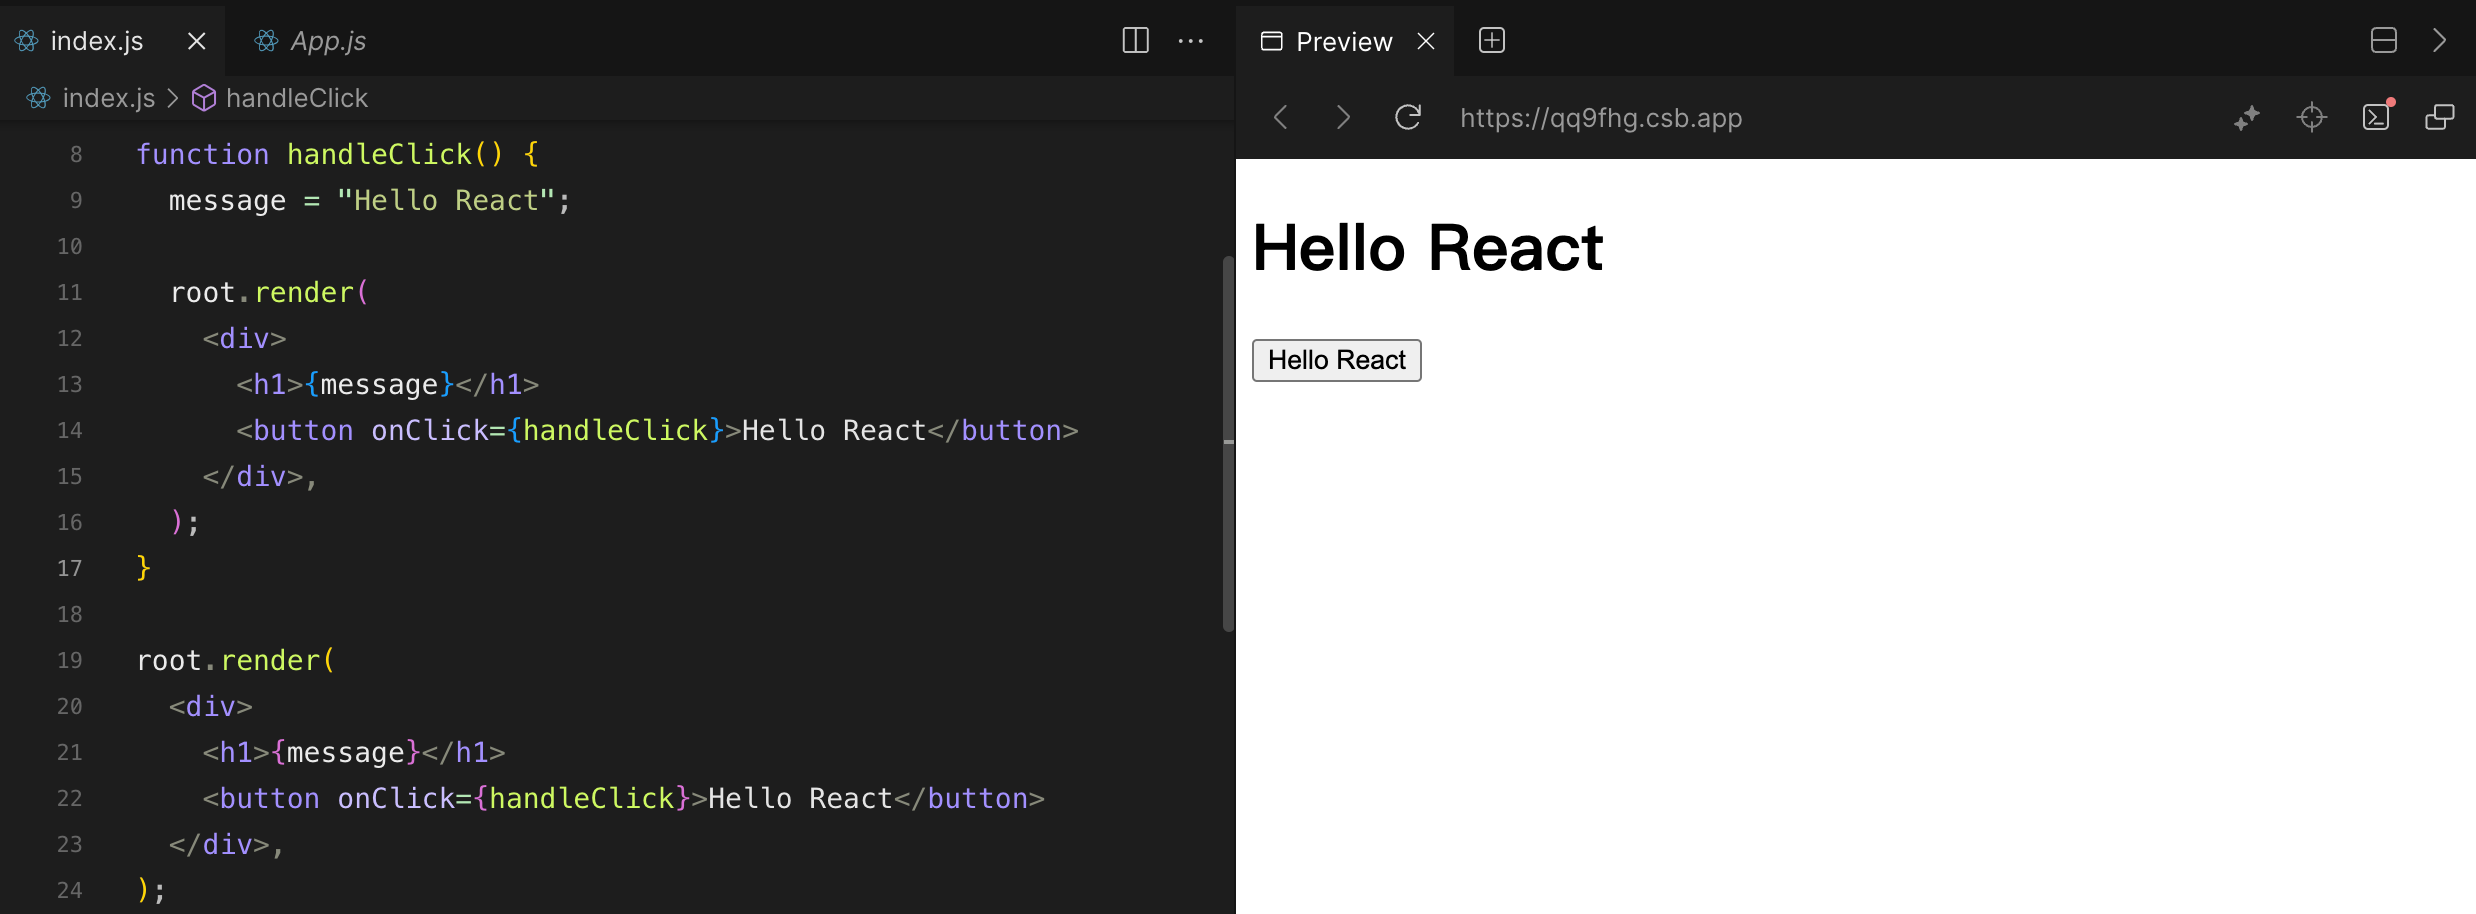 index.js App.js
index.js > handleClick
8 function handleClick() {
9 message = "Hello React";
10
11 root.render(
12 <div>
13 <h1>{message}</h1>
14 <button onClick={handleClick}>Hello React</button>
15 </div>,
16 );
17 }
18
19 root.render(
20 <div>
21 <h1>{message}</h1>
22 <button onClick={handleClick}>Hello React</button>
23 </div>,
24 );
Preview
https://qq9fhg.csb.app
Hello React
Hello React